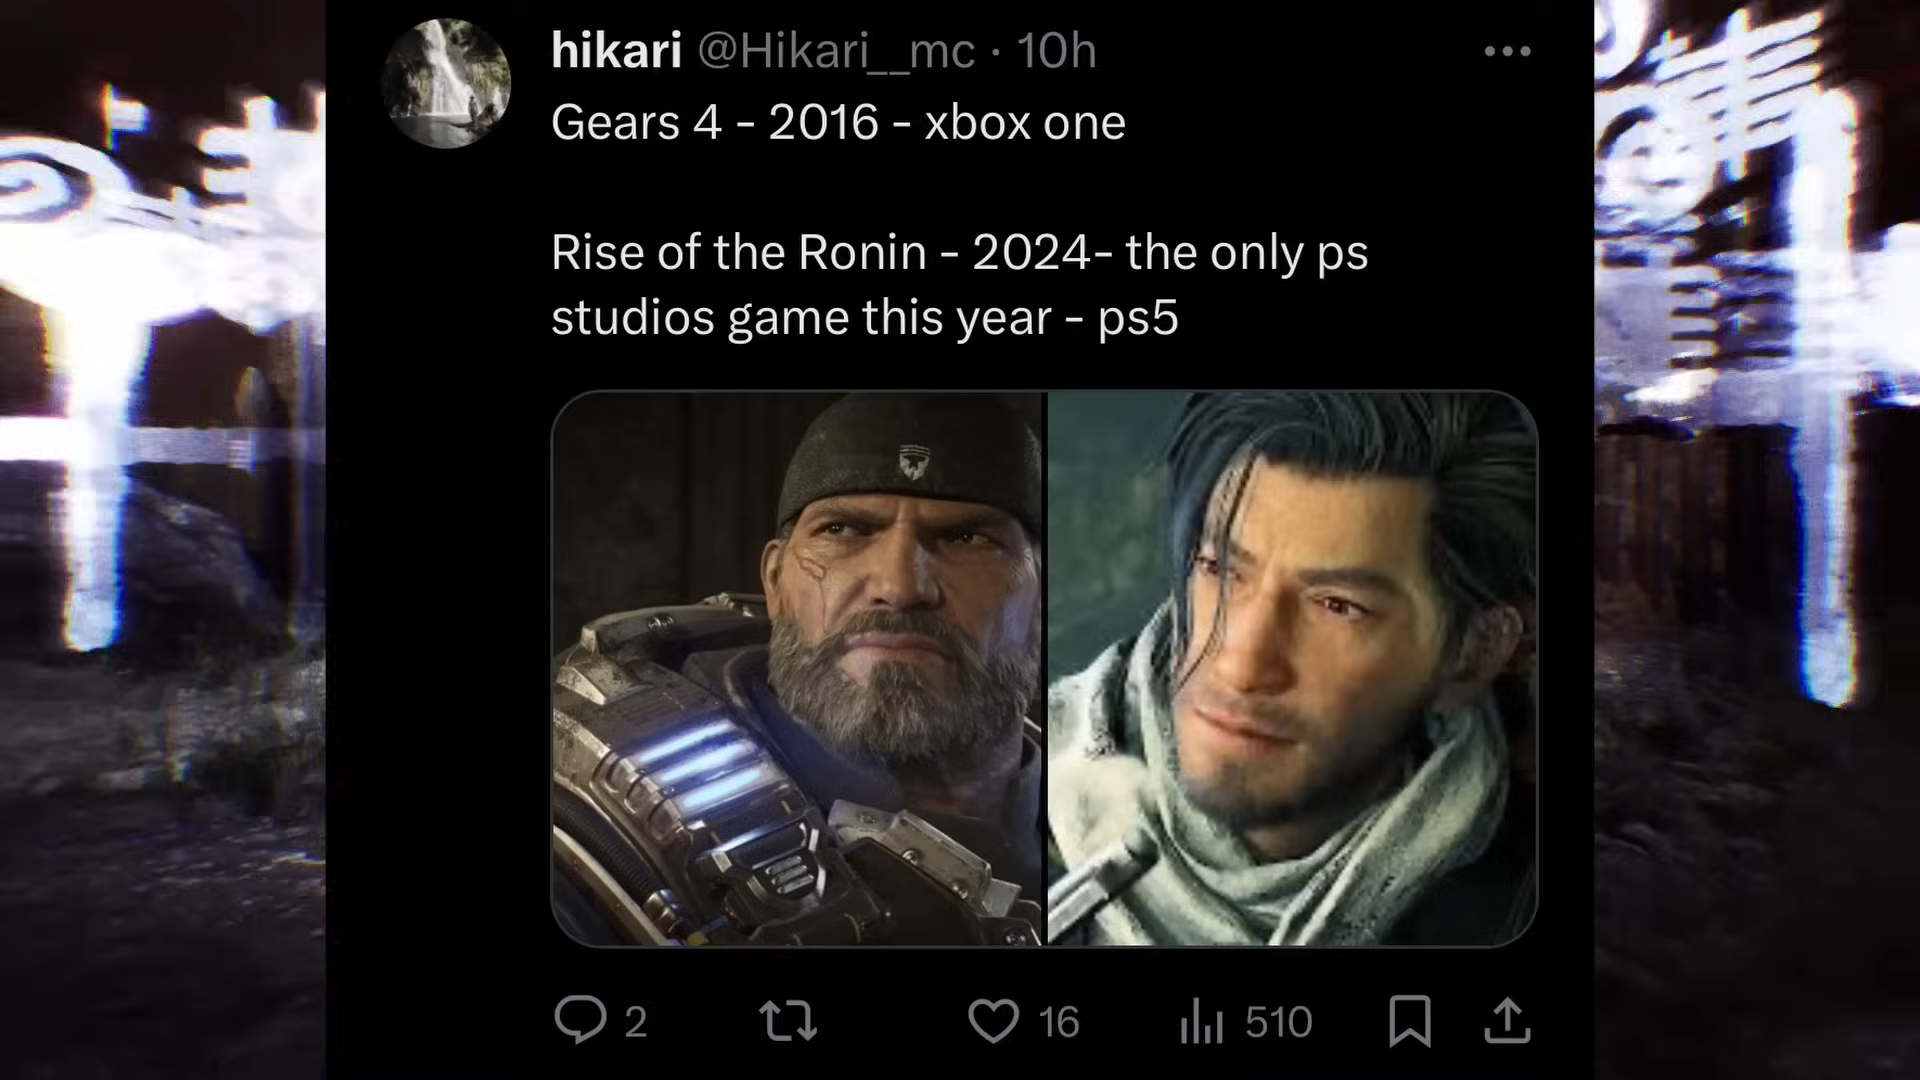 hikari @Hikari__mc · 10h
Gears 4 - 2016 - xbox one
Rise of the Ronin - 2024- the only ps
studios game this year - ps5
2 16 510